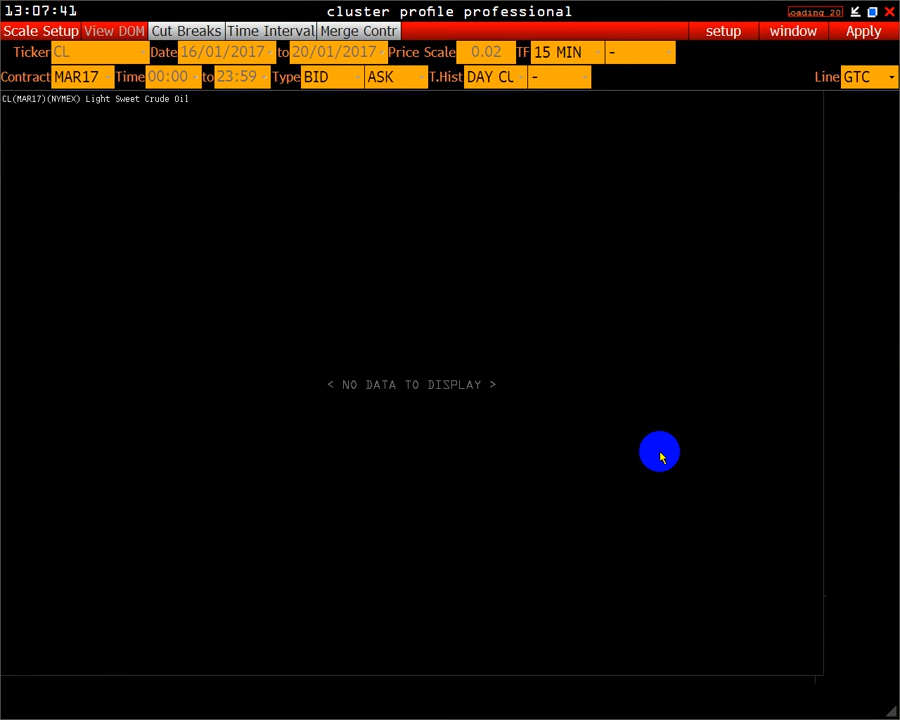 13:07:41 cluster profile professional oading 20
Scale Setup View DOM Cut Breaks Time Interval Merge Contr setup window Apply
Ticker CL Date 16/01/2017 to 20/01/2017 Price Scale 0.02 TF 15 MIN -
Contract MAR17 Time 00:00 to 23:59 Type BID ASK T.Hist DAY CL - Line GTC
CL(MAR17)(NYMEX) Light Sweet Crude Oil
< NO DATA TO DISPLAY >